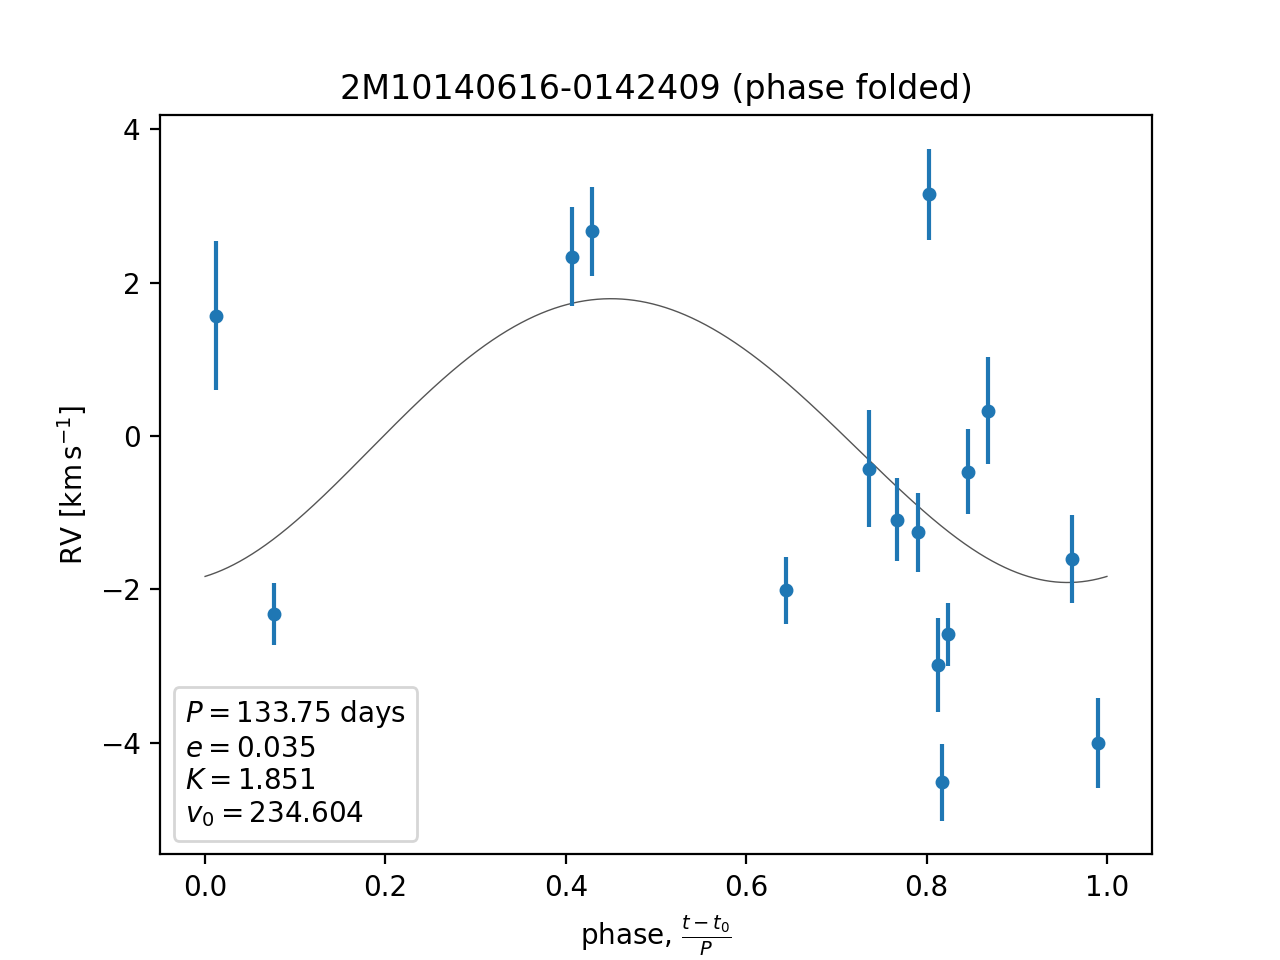 2M10140616-0142409 (phase folded)
4
2
0
−2
−4
RV [km s⁻¹]
P = 133.75 days
e = 0.035
K = 1.851
v₀ = 234.604
0.0 0.2 0.4 0.6 0.8 1.0
phase, (t − t₀)/P